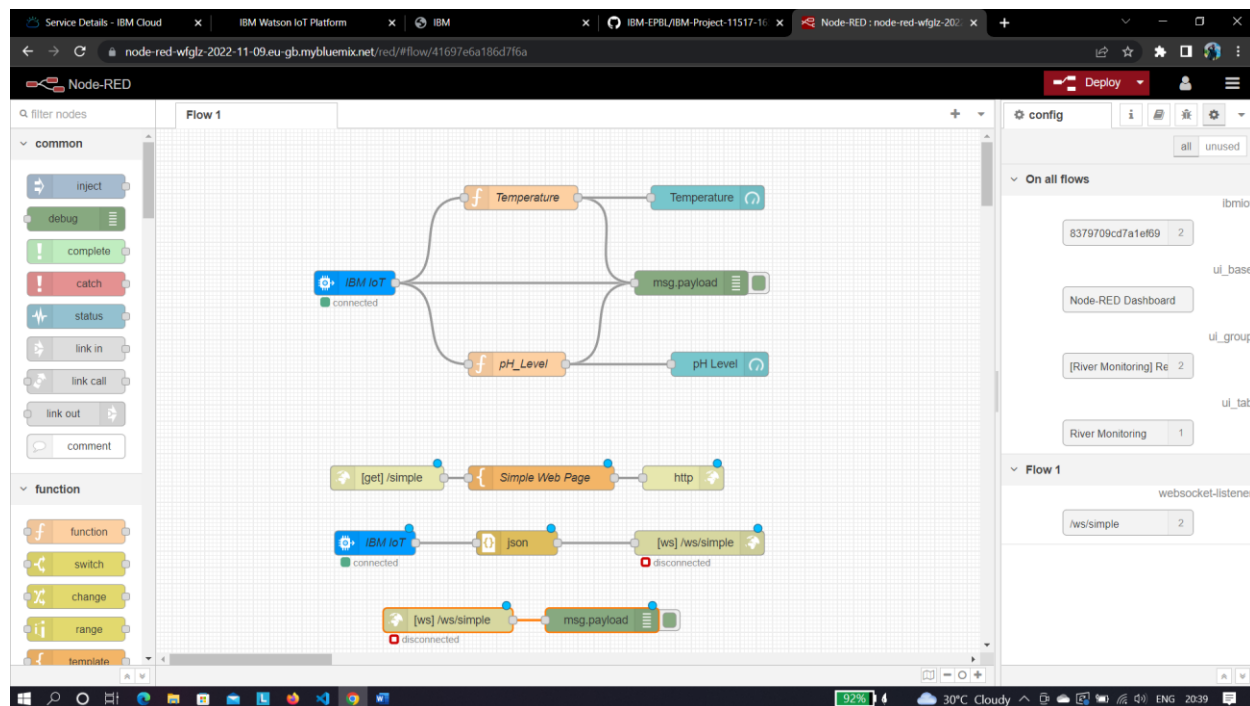 Service Details - IBM Cloud
IBM Watson IoT Platform
IBM
IBM-EPBL/IBM-Project-11517-16
Node-RED : node-red-wfglz-202
node-red-wfglz-2022-11-09.eu-gb.mybluemix.net/red/#flow/41697e6a186d7f6a
Node-RED
Deploy
filter nodes
Flow 1
config
all unused
common
inject
debug
complete
catch
status
link in
link call
link out
comment
function
function
switch
change
range
template
Temperature
Temperature
IBM IoT
connected
msg.payload
pH_Level
pH Level
[get] /simple
Simple Web Page
http
IBM IoT
connected
json
[ws] /ws/simple
disconnected
[ws] /ws/simple
disconnected
msg.payload
On all flows
ibmio
8379709cd7a1ef69 2
ui_base
Node-RED Dashboard
ui_group
[River Monitoring] Re 2
ui_tab
River Monitoring 1
Flow 1
websocket-listener
/ws/simple 2
92%
30°C Cloudy
ENG
20:39